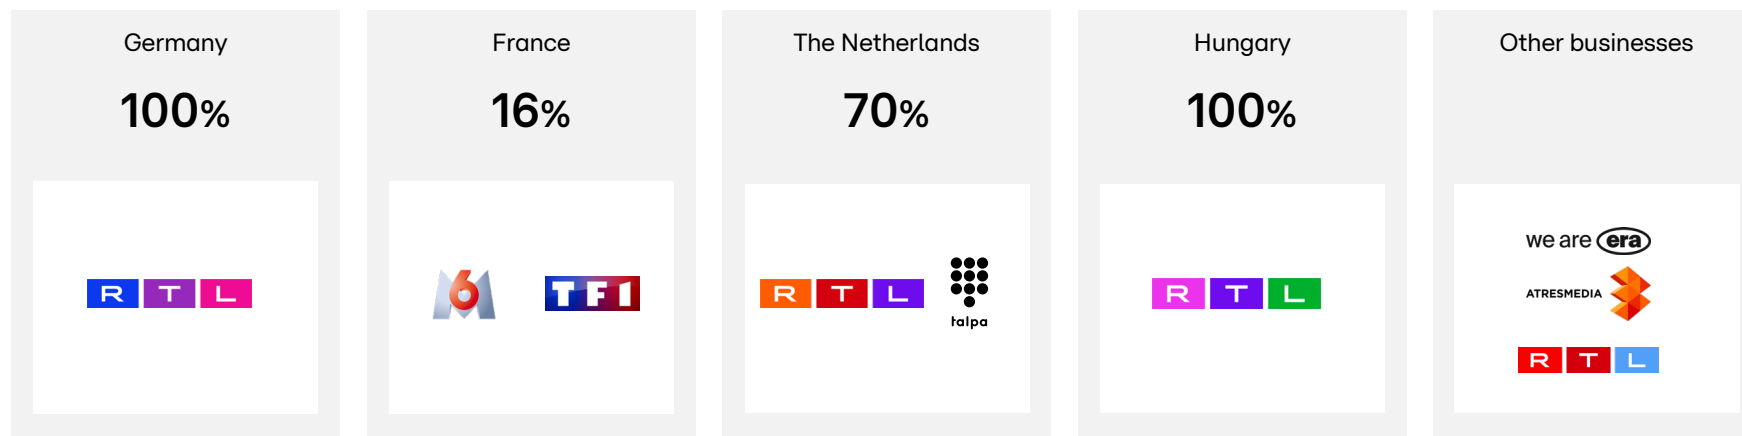 Germany
100%
RTL
France
16%
M6
TF1
The Netherlands
70%
RTL
talpa
Hungary
100%
RTL
Other businesses
we are era
ATRESMEDIA
RTL